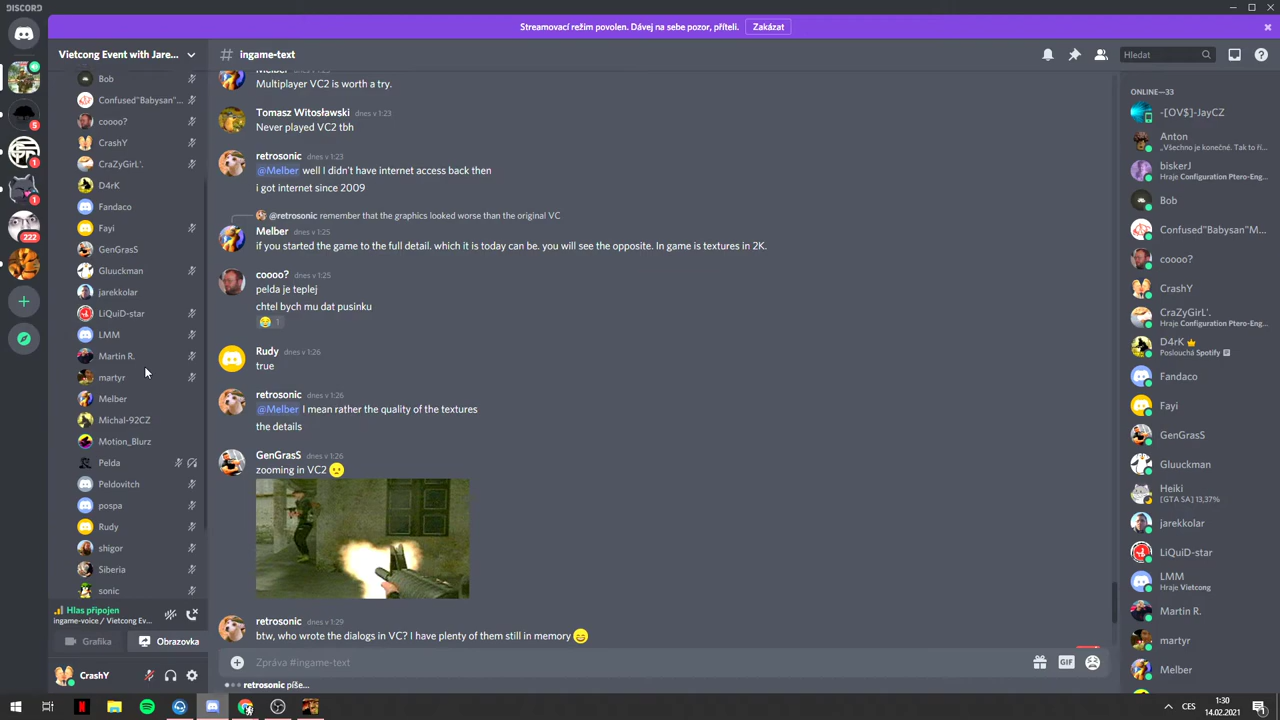 DISCORD
Streamovací režim povolen. Dávej na sebe pozor, příteli.
Zakázat
Vietcong Event with Jare...
ingame-text
Hledat
5
1
1
222
Bob
Confused"Babysan"...
coooo?
CrashY
CraZyGirL'.
D4rK
Fandaco
Fayi
GenGrasS
Gluuckman
jarekkolar
LiQuiD-star
LMM
Martin R.
martyr
Melber
Michal-92CZ
Motion_Blurz
Pelda
Peldovitch
pospa
Rudy
shigor
Siberia
sonic
Hlas připojen
ingame-voice / Vietcong Ev...
Grafika
Obrazovka
CrashY
Multiplayer VC2 is worth a try.
Tomasz Witosławski dnes v 1:23
Never played VC2 tbh
retrosonic dnes v 1:23
@Melber well I didn't have internet access back then
i got internet since 2009
@retrosonic remember that the graphics looked worse than the original VC
Melber dnes v 1:25
if you started the game to the full detail. which it is today can be. you will see the opposite. In game is textures in 2K.
coooo? dnes v 1:25
pelda je teplej
chtel bych mu dat pusinku
1
Rudy dnes v 1:26
true
retrosonic dnes v 1:26
@Melber I mean rather the quality of the textures
the details
GenGrasS dnes v 1:26
zooming in VC2
retrosonic dnes v 1:29
btw, who wrote the dialogs in VC? I have plenty of them still in memory
Zpráva #ingame-text
GIF
retrosonic píše...
ONLINE—33
-[OV$]-JayCZ
Anton
„Všechno je konečné. Tak to ří...
biskerJ
Hraje Configuration Ptero-Eng...
Bob
Confused"Babysan"M...
coooo?
CrashY
CraZyGirL'.
Hraje Configuration Ptero-Eng...
D4rK
Poslouchá Spotify
Fandaco
Fayi
GenGrasS
Gluuckman
Heiki
[GTA SA] 13,37%
jarekkolar
LiQuiD-star
LMM
Hraje Vietcong
Martin R.
martyr
Melber
CES
1:30
14.02.2021
1